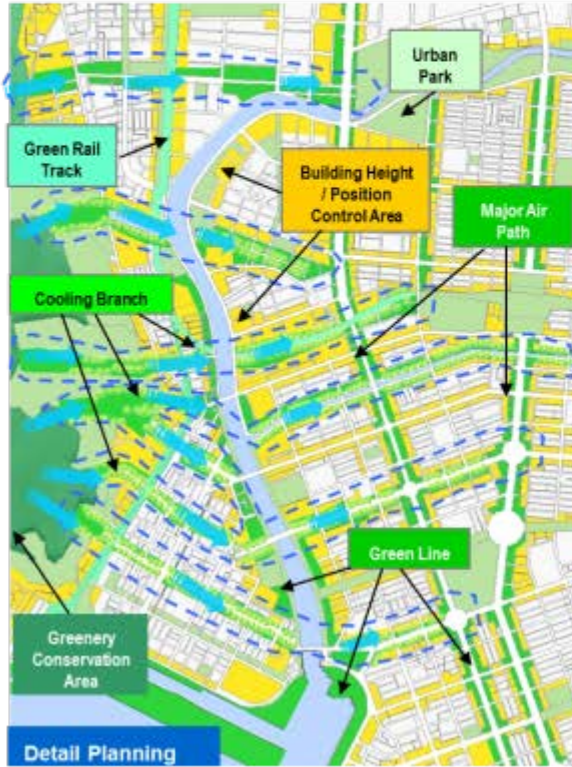 Urban
Park
Green Rail
Track
Building Height
/ Position
Control Area
Major Air
Path
Cooling Branch
Green Line
Greenery
Conservation
Area
Detail Planning